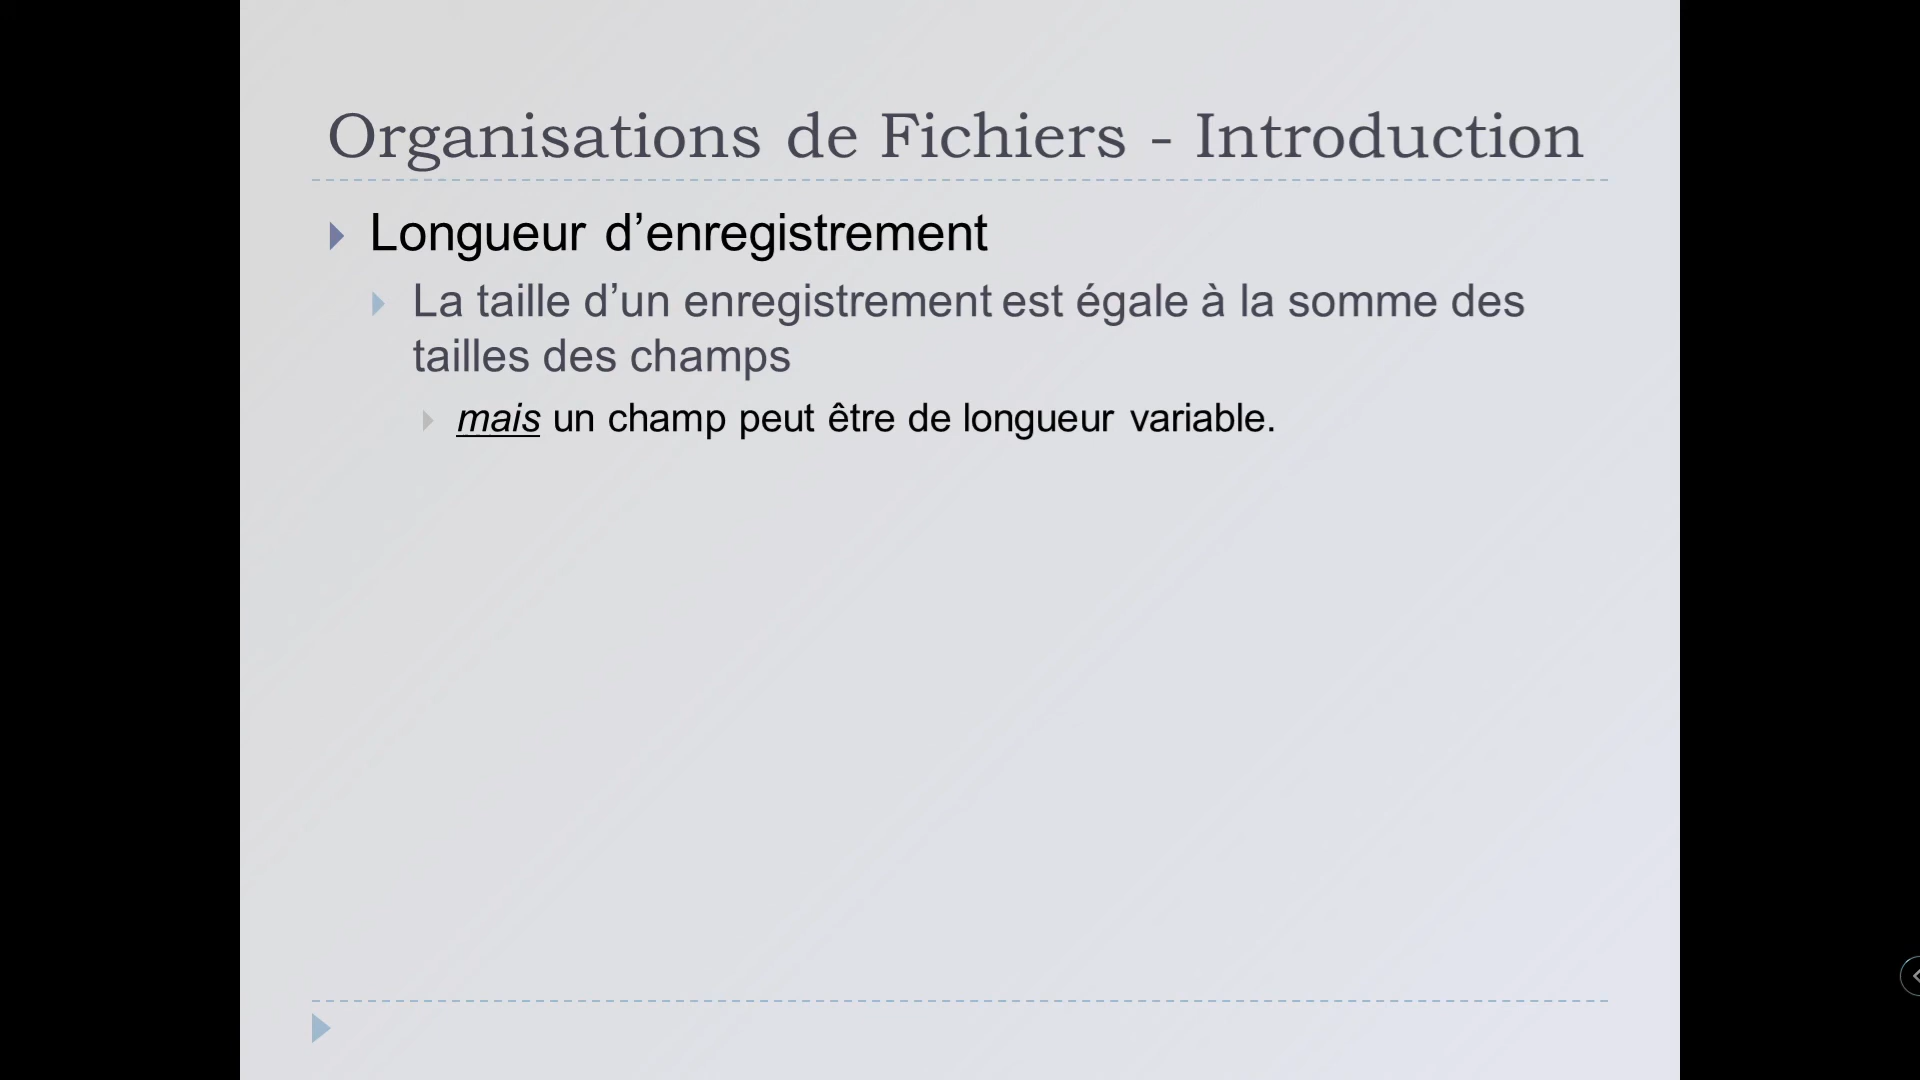 Organisations de Fichiers - Introduction
Longueur d’enregistrement
La taille d’un enregistrement est égale à la somme des
tailles des champs
mais un champ peut être de longueur variable.